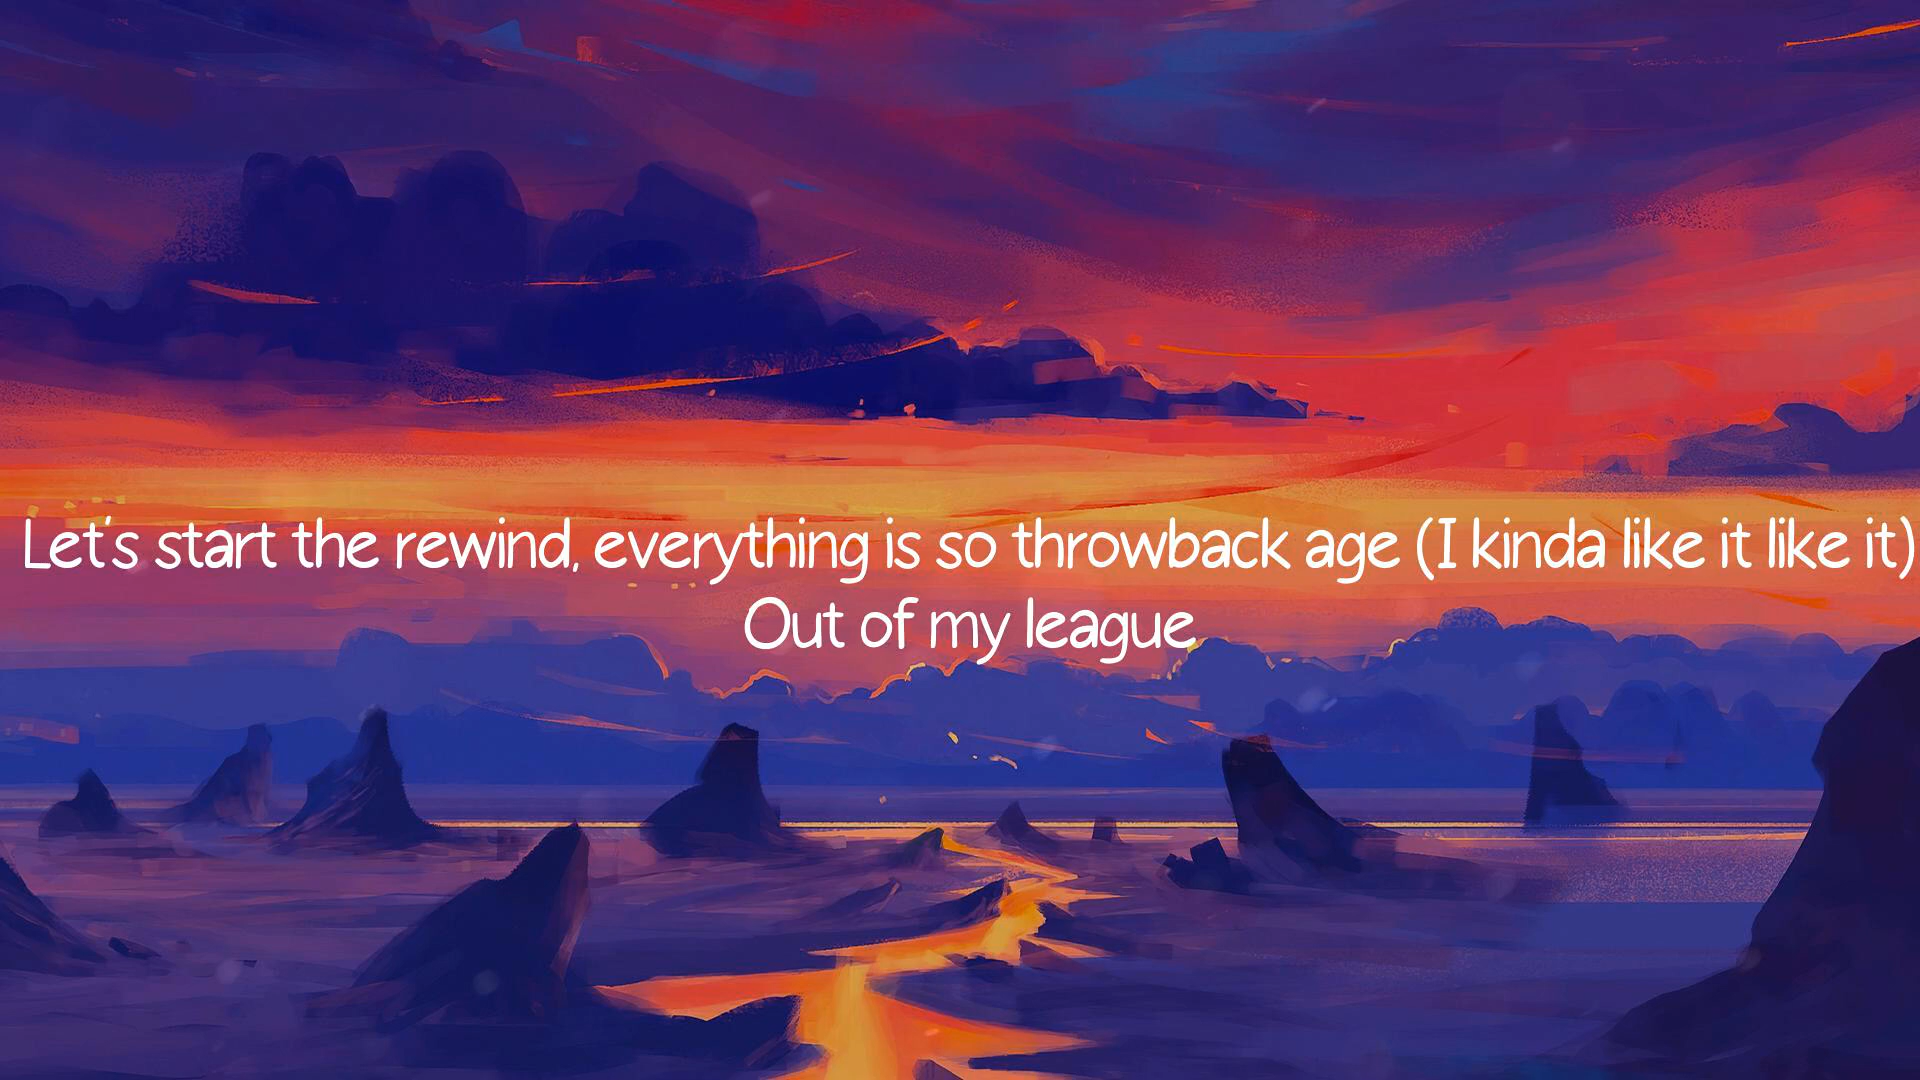 Let's start the rewind, everything is so throwback age (I kinda like it like it)
Out of my league